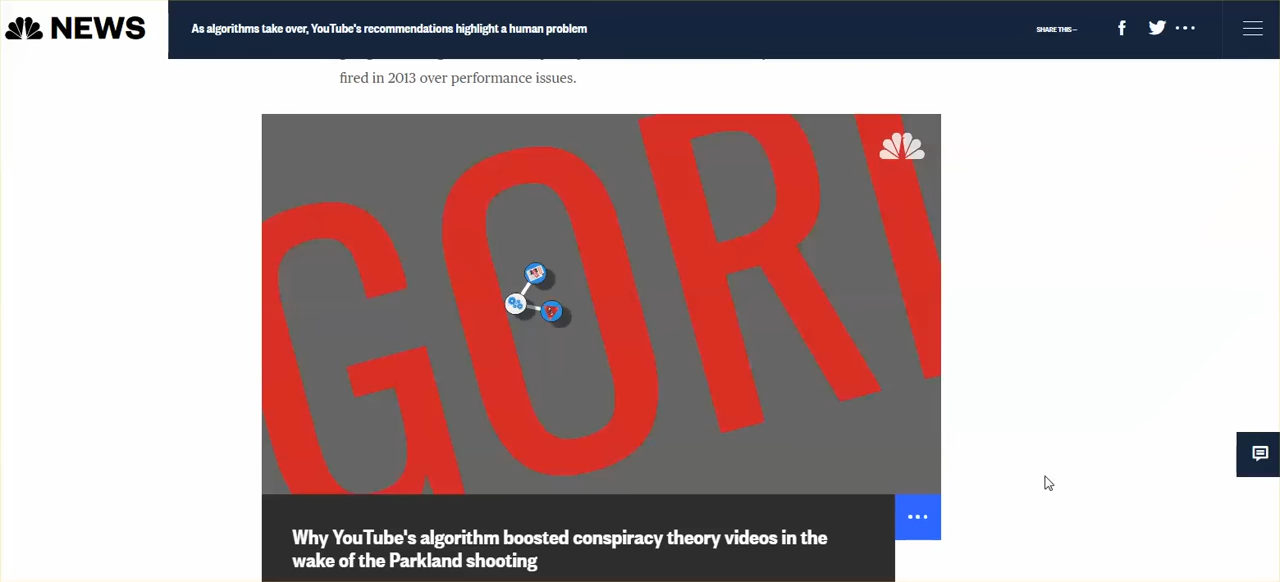 NEWS
As algorithms take over, YouTube's recommendations highlight a human problem
SHARE THIS —
fired in 2013 over performance issues.
GORI
Why YouTube's algorithm boosted conspiracy theory videos in the
wake of the Parkland shooting